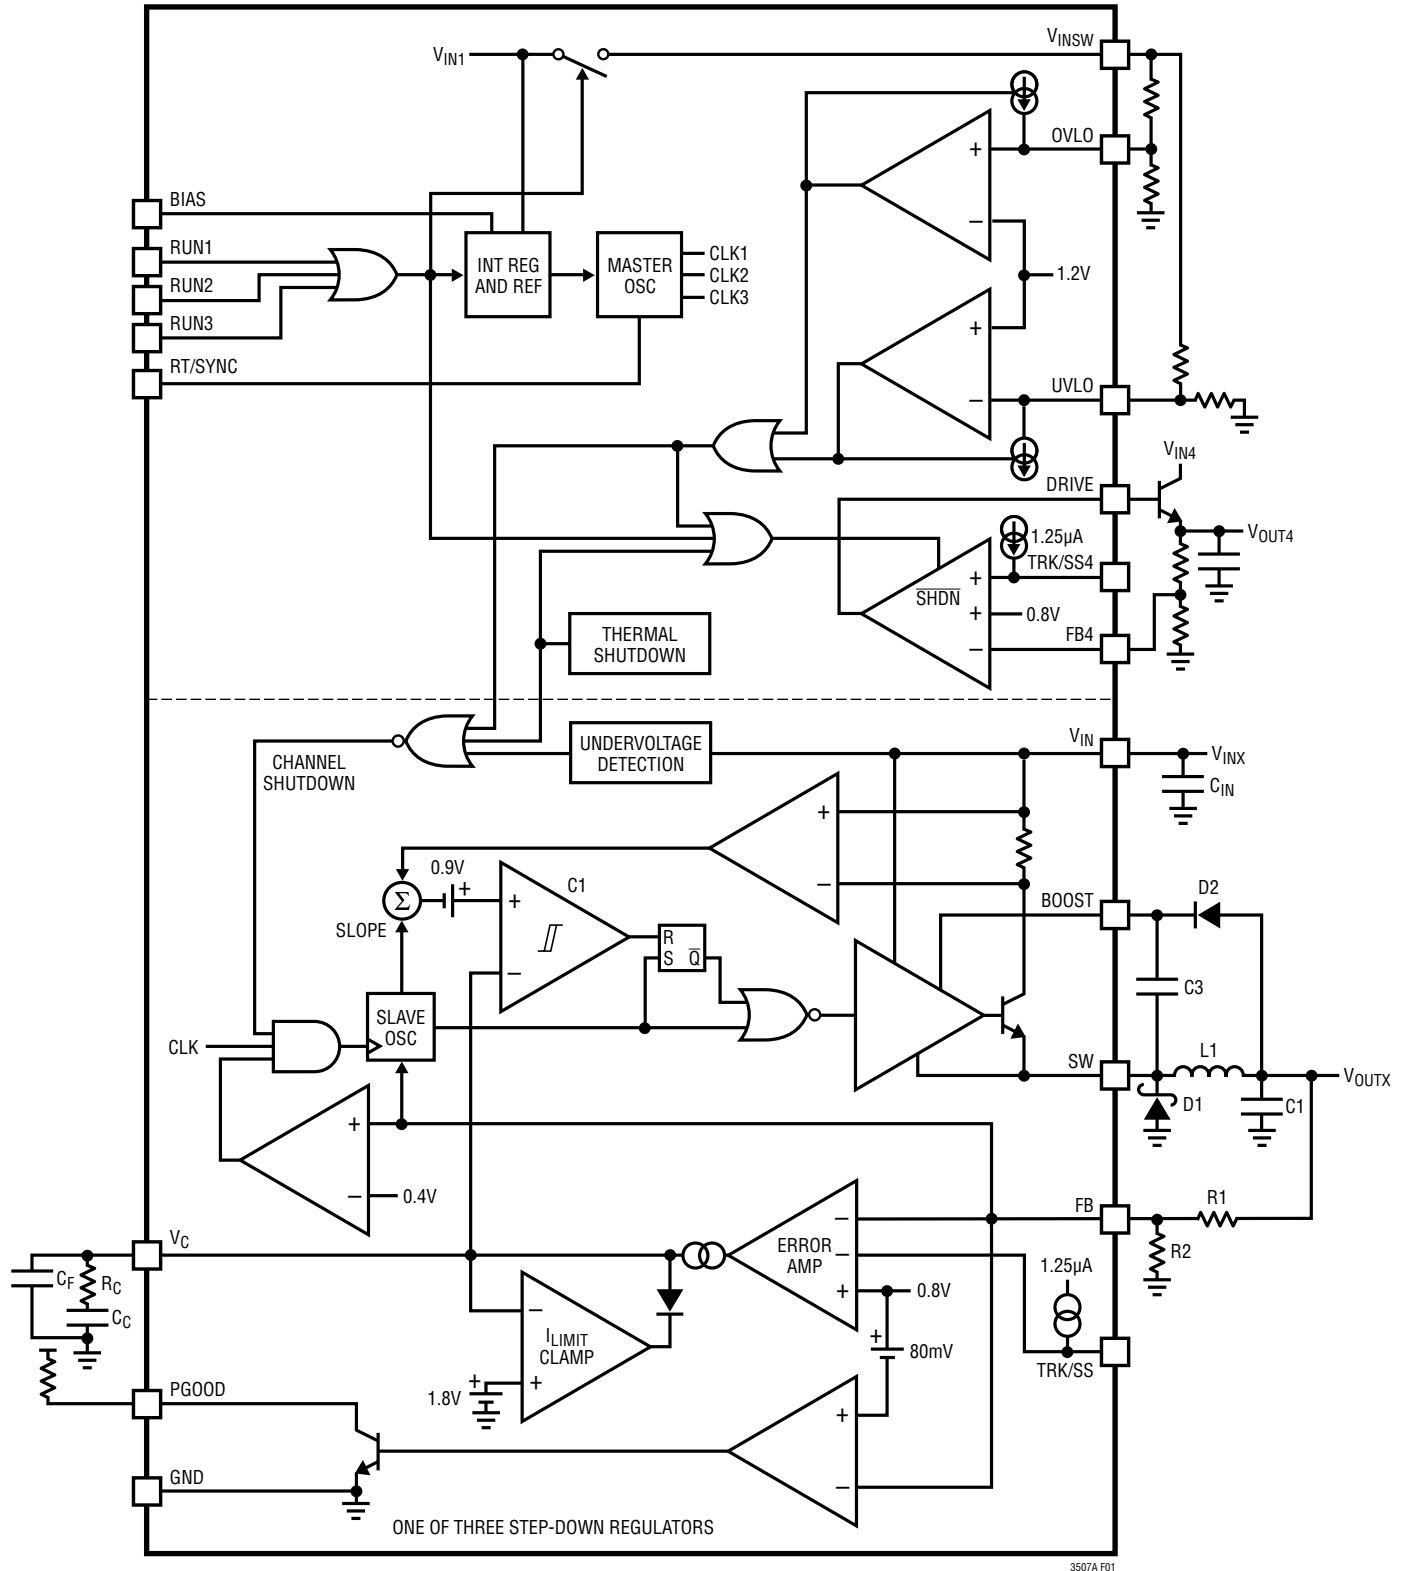 VIN1
VINSW
OVLO
+
−
1.2V
+
−
UVLO
BIAS
RUN1
RUN2
RUN3
RT/SYNC
INT REG
AND REF
MASTER
OSC
CLK1
CLK2
CLK3
DRIVE
VIN4
VOUT4
1.25µA
TRK/SS4
+
SHDN
+
0.8V
−
FB4
THERMAL
SHUTDOWN
CHANNEL
SHUTDOWN
UNDERVOLTAGE
DETECTION
VIN
VINX
CIN
+
−
0.9V
+
Σ
SLOPE
C1
+
−
R
S
Q̅
BOOST
D2
C3
SLAVE
OSC
CLK
SW
L1
VOUTX
D1
C1
+
−
0.4V
FB
R1
R2
VC
CF
RC
CC
ERROR
AMP
−
−
+
0.8V
1.25µA
+
80mV
TRK/SS
−
ILIMIT
CLAMP
+
+
1.8V
PGOOD
+
−
GND
ONE OF THREE STEP-DOWN REGULATORS
3507A F01